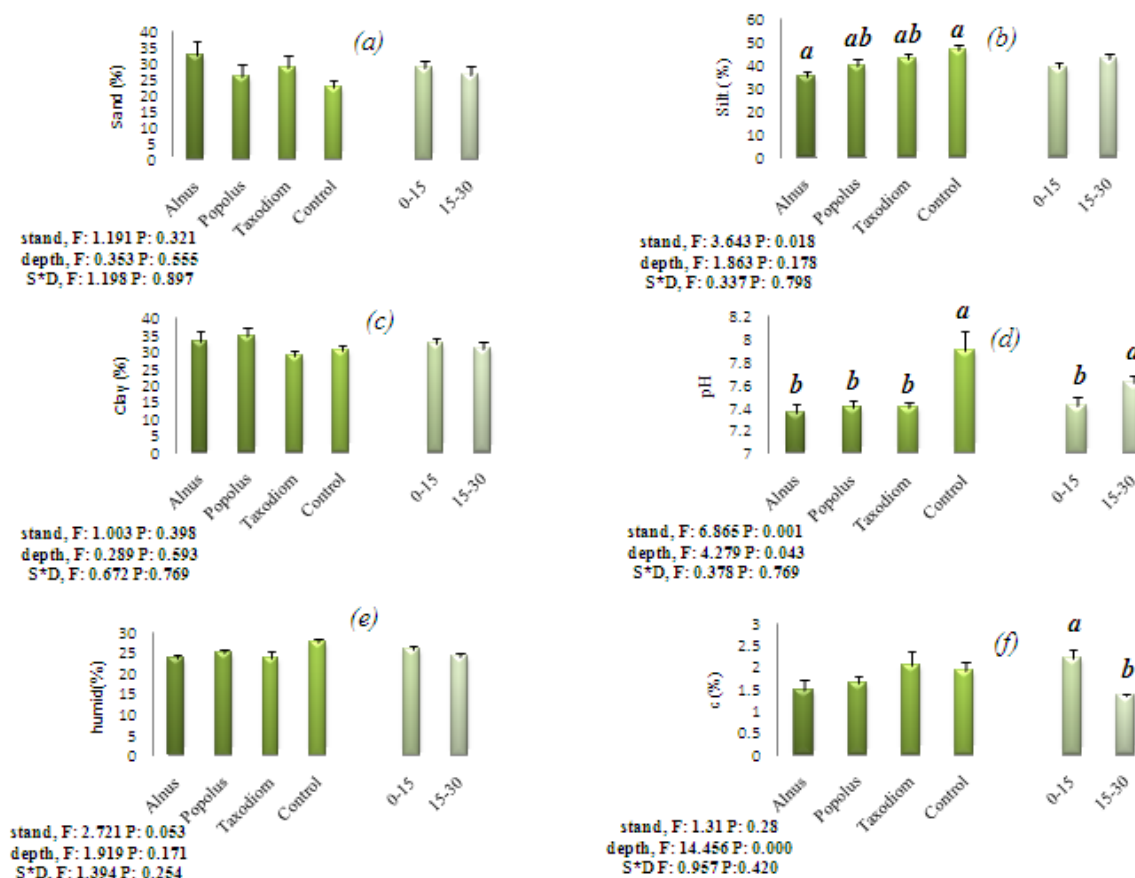 (a)
Sand (%)
40
35
30
25
20
15
10
5
0
Alnus
Popolus
Taxodiom
Control
0-15
15-30
stand, F: 1.191 P: 0.321
depth, F: 0.353 P: 0.555
S*D, F: 1.198 P: 0.897
(b)
Silt ( %)
60
50
40
30
20
10
0
a
ab
ab
a
Alnus
Popolus
Taxodiom
Control
0-15
15-30
stand, F: 3.643 P: 0.018
depth, F: 1.863 P: 0.178
S*D, F: 0.337 P: 0.798
(c)
Clay (%)
40
35
30
25
20
15
10
5
0
Alnus
Popolus
Taxodiom
Control
0-15
15-30
stand, F: 1.003 P: 0.398
depth, F: 0.289 P: 0.593
S*D, F: 0.672 P:0.769
(d)
pH
8.2
8
7.8
7.6
7.4
7.2
7
b
b
b
a
b
a
Alnus
Popolus
Taxodiom
Control
0-15
15-30
stand, F: 6.865 P: 0.001
depth, F: 4.279 P: 0.043
S*D, F: 0.378 P: 0.769
(e)
humid(%)
30
25
20
15
10
5
0
Alnus
Popolus
Taxodiom
Control
0-15
15-30
stand, F: 2.721 P: 0.053
depth, F: 1.919 P: 0.171
S*D, F: 1.394 P: 0.254
(f)
c (%)
3
2.5
2
1.5
1
0.5
0
a
b
Alnus
Popolus
Taxodiom
Control
0-15
15-30
stand, F: 1.31 P: 0.28
depth, F: 14.456 P: 0.000
S*D F: 0.957 P:0.420